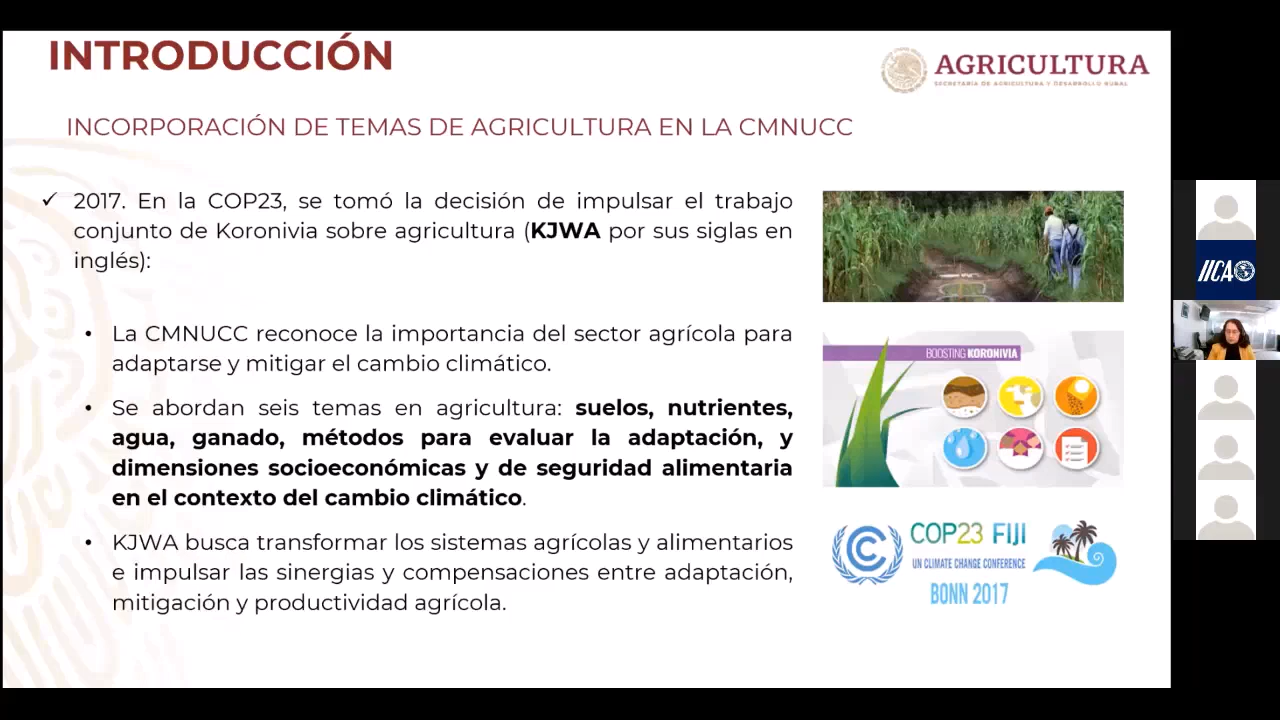 INTRODUCCIÓN
AGRICULTURA
SECRETARÍA DE AGRICULTURA Y DESARROLLO RURAL
INCORPORACIÓN DE TEMAS DE AGRICULTURA EN LA CMNUCC
✓ 2017. En la COP23, se tomó la decisión de impulsar el trabajo
conjunto de Koronivia sobre agricultura (KJWA por sus siglas en
inglés):
• La CMNUCC reconoce la importancia del sector agrícola para
adaptarse y mitigar el cambio climático.
• Se abordan seis temas en agricultura: suelos, nutrientes,
agua, ganado, métodos para evaluar la adaptación, y
dimensiones socioeconómicas y de seguridad alimentaria
en el contexto del cambio climático.
• KJWA busca transformar los sistemas agrícolas y alimentarios
e impulsar las sinergias y compensaciones entre adaptación,
mitigación y productividad agrícola.
BOOSTING KORONIVIA
COP23 FIJI
UN CLIMATE CHANGE CONFERENCE
BONN 2017
IICA